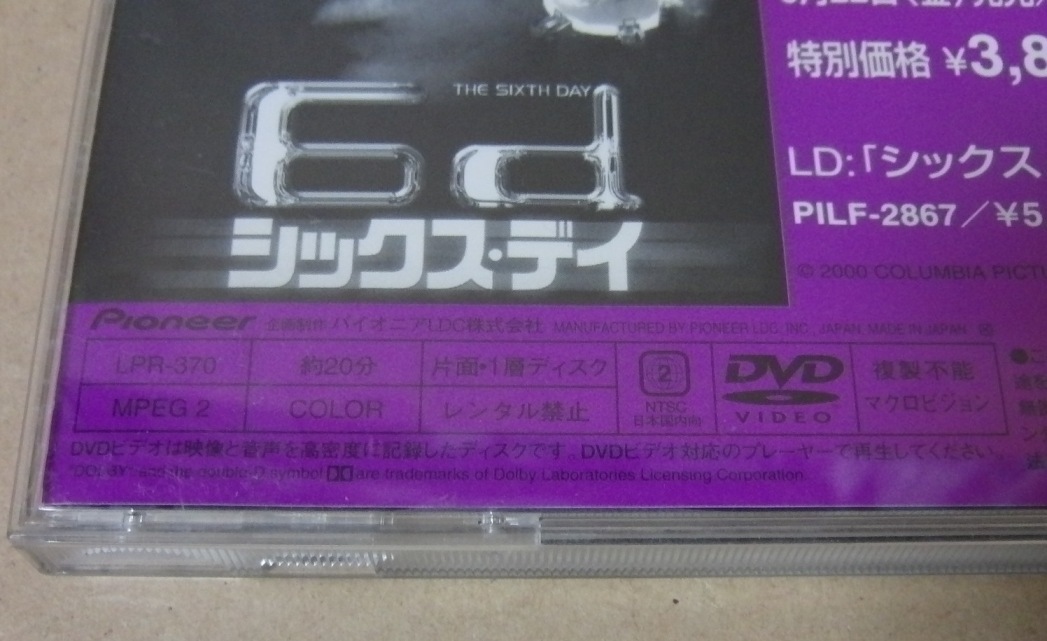 特別価格 ¥3,8
LD:「シックス
PILF-2867/¥5
© 2000 COLUMBIA PICTU
6d
THE SIXTH DAY
シックス・デイ
Pioneer 企画制作 パイオニアLDC株式会社 MANUFACTURED BY PIONEER LDC, INC., JAPAN. MADE IN JAPAN
LPR-370 約20分 片面・1層ディスク 2 DVD 複製不能
MPEG 2 COLOR レンタル禁止 NTSC 日本国内向 VIDEO マクロビジョン
DVDビデオは映像と音声を高密度に記録したディスクです。DVDビデオ対応のプレーヤーで再生してください。
"DOLBY" and the double-D symbol are trademarks of Dolby Laboratories Licensing Corporation.